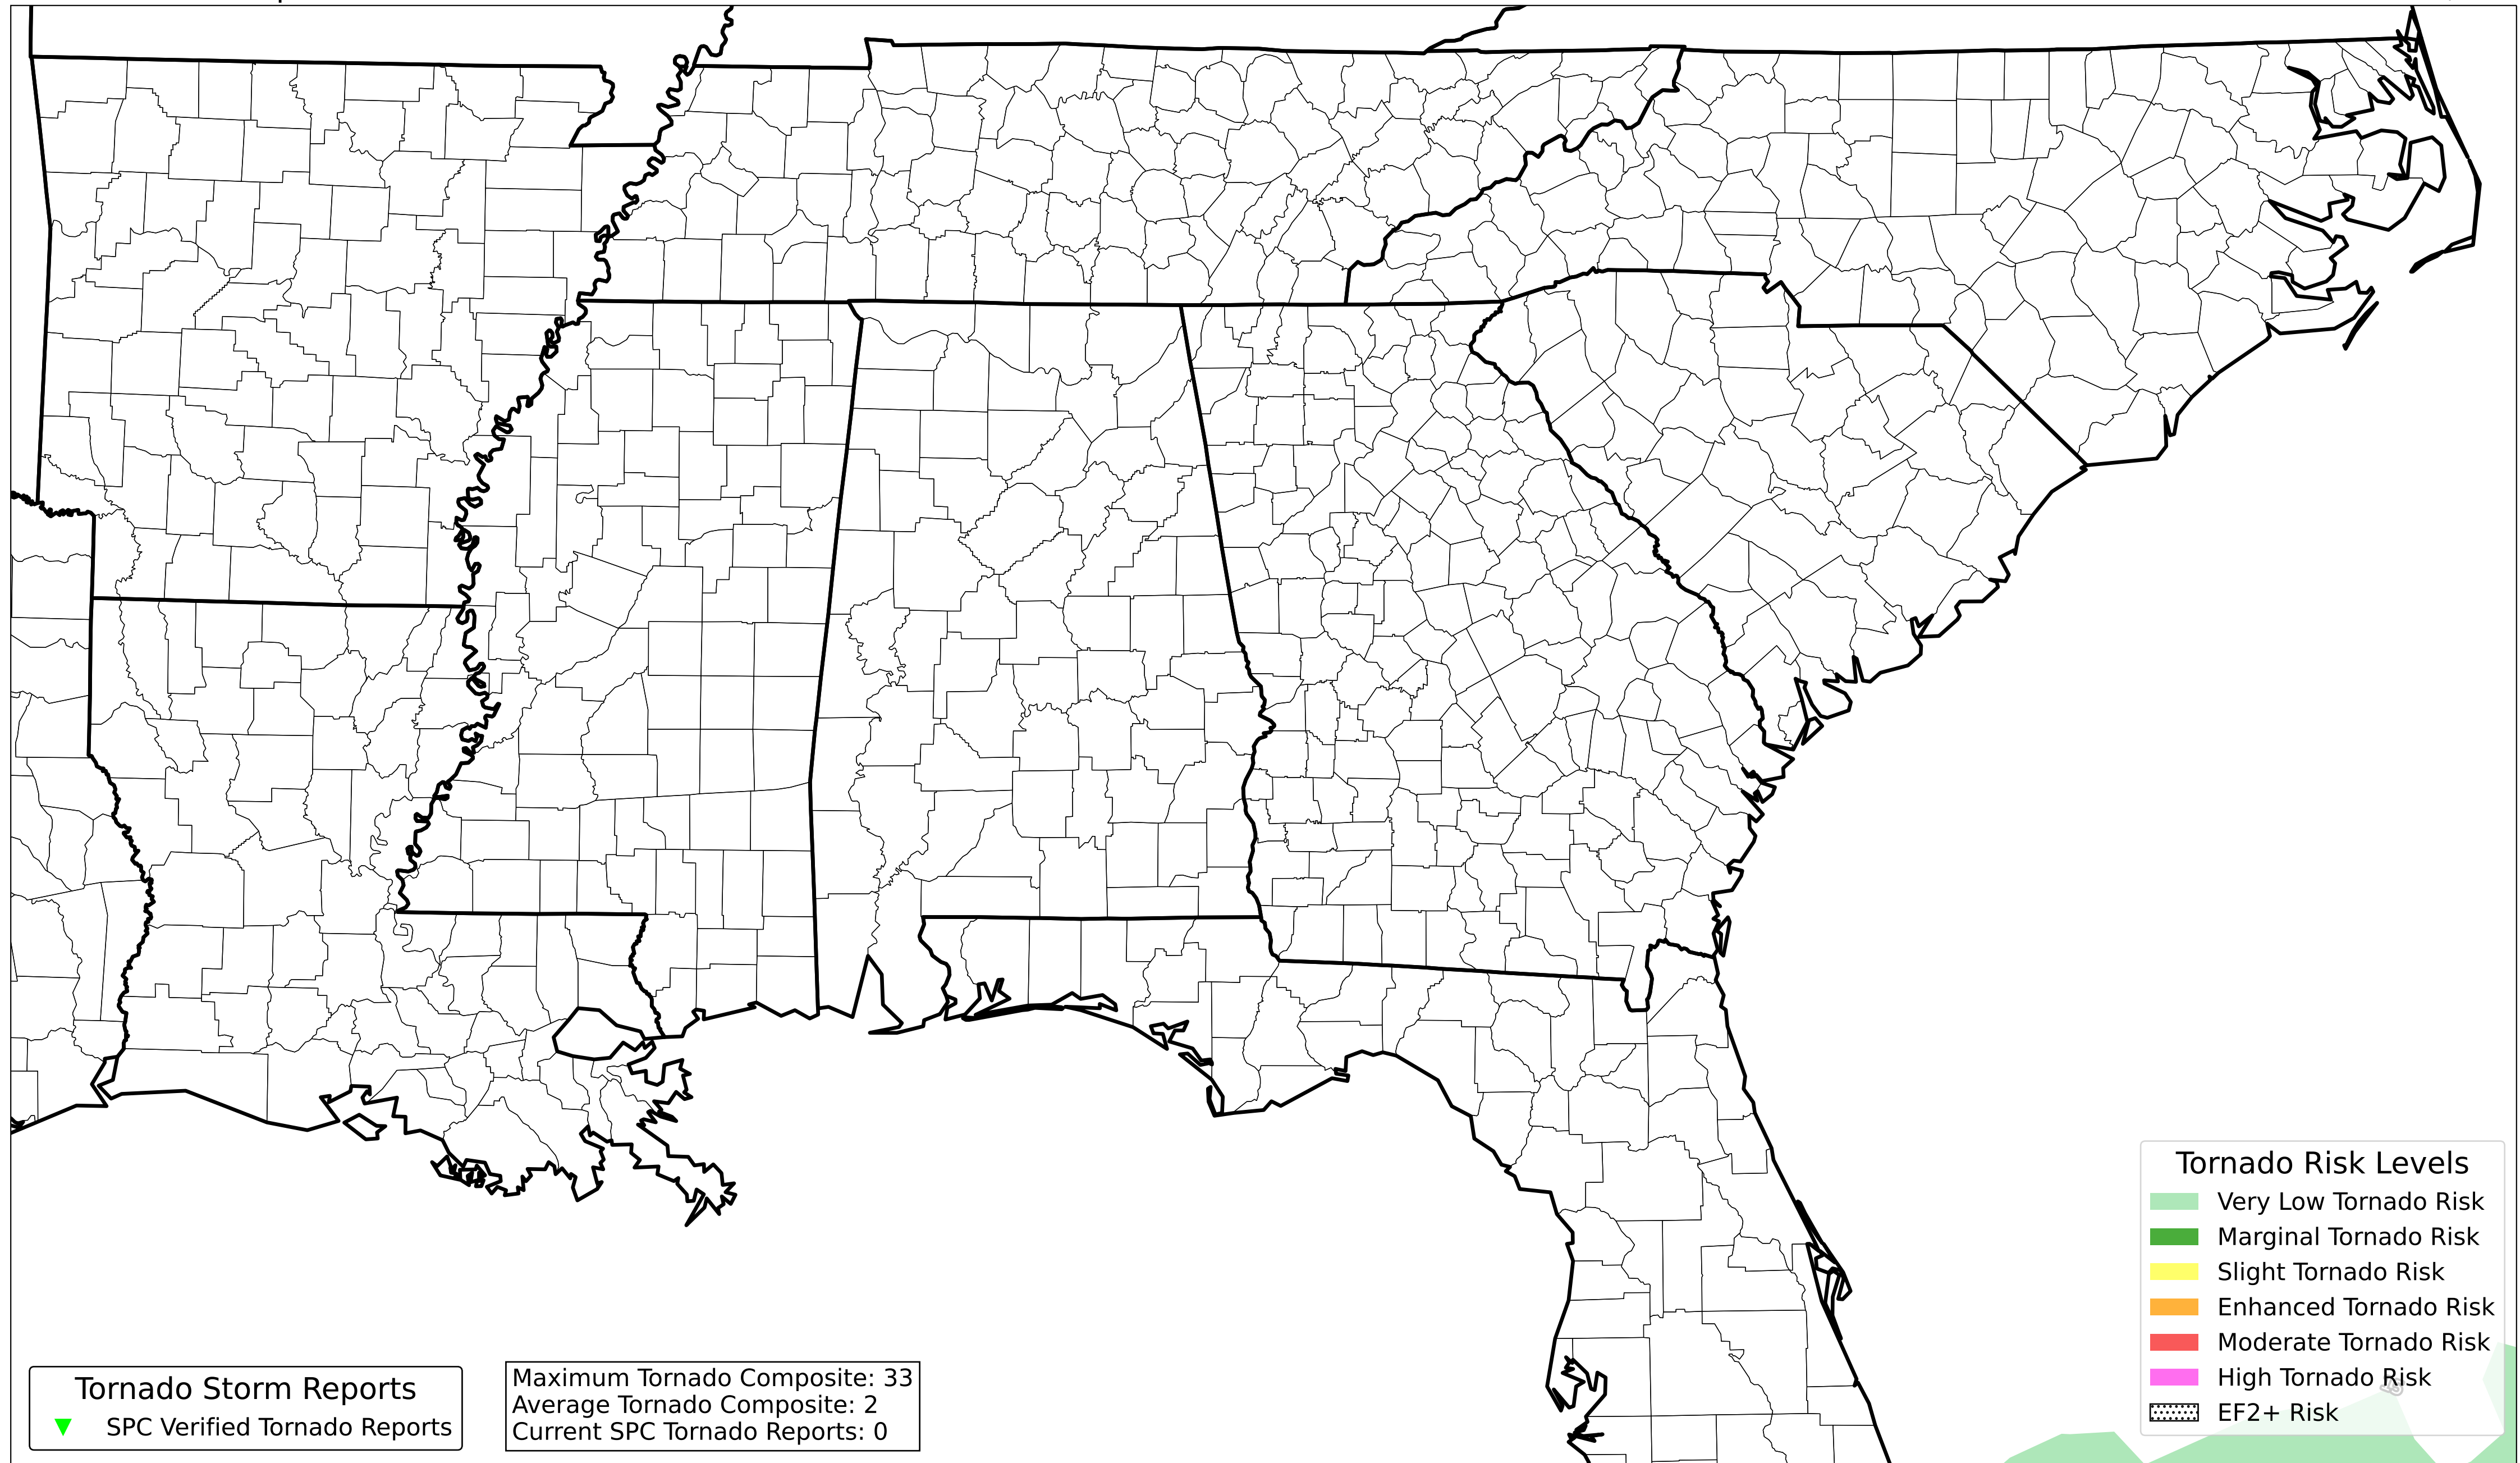 Tornado Risk Levels
Very Low Tornado Risk
Marginal Tornado Risk
Slight Tornado Risk
Enhanced Tornado Risk
Moderate Tornado Risk
High Tornado Risk
EF2+ Risk
Tornado Storm Reports
SPC Verified Tornado Reports
Maximum Tornado Composite: 33
Average Tornado Composite: 2
Current SPC Tornado Reports: 0